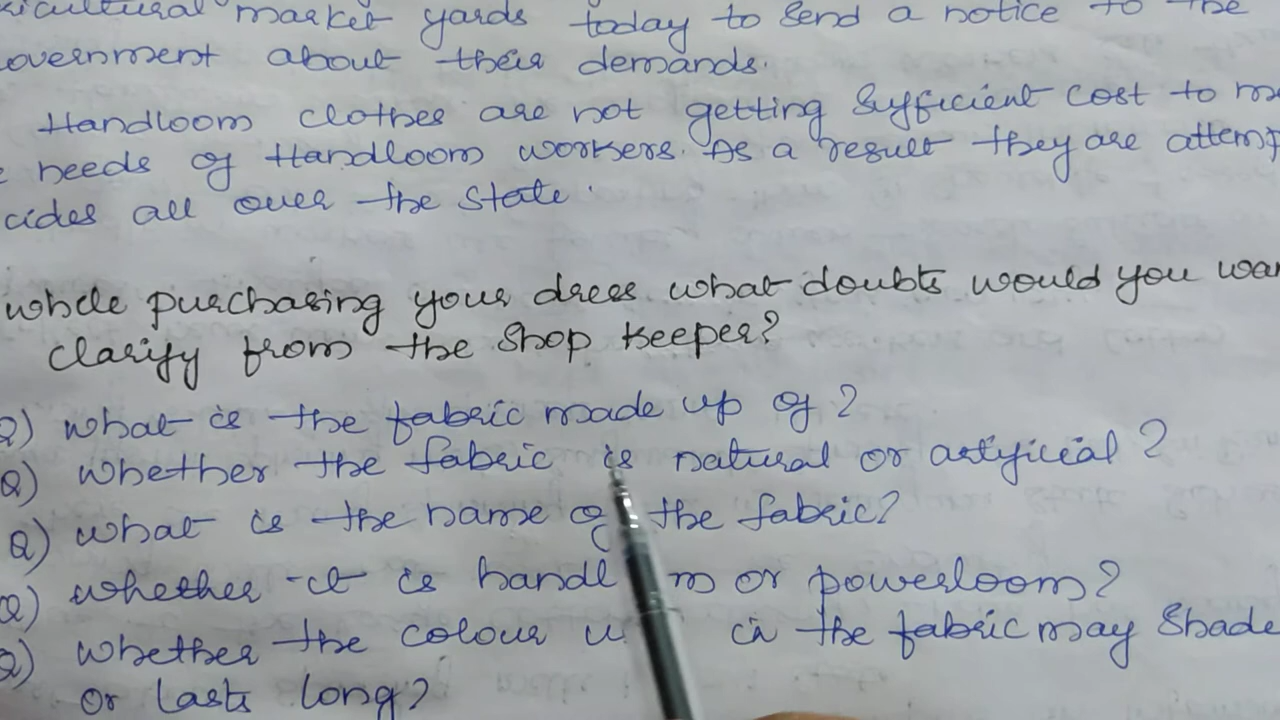 market yards today to send a notice to the
overnment about their demands.
Handloom clothes are not getting sufficient cost to
needs of Handloom workers. As a result they are
cides all over the state.
while purchasing your dress what doubts would you
clarify from the shop keeper?
Q) what is the fabric made up of?
Q) whether the fabric is natural or artificial?
Q) what is the name of the fabric?
Q) whether it is handl m or powerloom?
Q) whether the colour u in the fabric may shade
or lasts long?